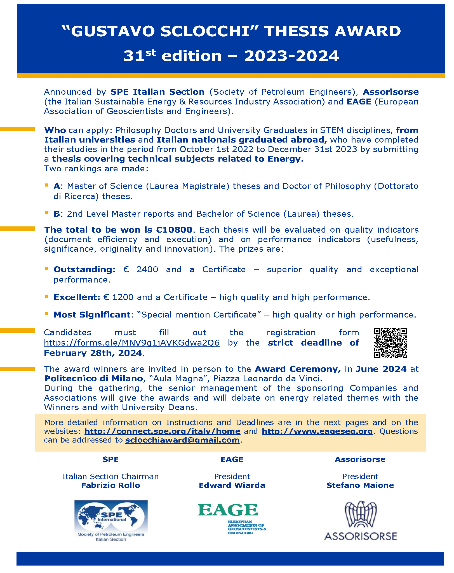 “GUSTAVO SCLOCCHI” THESIS AWARD
31st edition – 2023-2024
Announced by SPE Italian Section (Society of Petroleum Engineers), Assorisorse
(the Italian Sustainable Energy & Resources Industry Association) and EAGE (European
Association of Geoscientists and Engineers).
Who can apply: Philosophy Doctors and University Graduates in STEM disciplines, from
Italian universities and Italian nationals graduated abroad, who have completed
their studies in the period from October 1st 2022 to December 31st 2023 by submitting
a thesis covering technical subjects related to Energy.
Two rankings are made:
▪ A: Master of Science (Laurea Magistrale) theses and Doctor of Philosophy (Dottorato
di Ricerca) theses.
▪ B: 2nd Level Master reports and Bachelor of Science (Laurea) theses.
The total to be won is €10800. Each thesis will be evaluated on quality indicators
(document efficiency and execution) and on performance indicators (usefulness,
significance, originality and innovation). The prizes are:
▪ Outstanding: € 2400 and a Certificate – superior quality and exceptional
performance.
▪ Excellent: € 1200 and a Certificate – high quality and high performance.
▪ Most Significant: “Special mention Certificate” – high quality or high performance.
Candidates must fill out the registration form
by the strict deadline of
February 28th, 2024.
The award winners are invited in person to the Award Ceremony, in June 2024 at
Politecnico di Milano, “Aula Magna”, Piazza Leonardo da Vinci.
During the gathering, the senior management of the sponsoring Companies and
Associations will give the awards and will debate on energy related themes with the
Winners and with University Deans.
More detailed information on Instructions and Deadlines are in the next pages and on the
websites: http://connect.spe.org/italy/home and http://www.eageseg.org. Questions
can be addressed to sclocchiaward@gmail.com.
SPE EAGE Assorisorse
Italian Section Chairman President President
Fabrizio Rollo Edward Wiarda Stefano Maione
SPE
International
Society of Petroleum Engineers
Italian Section
EAGE
EUROPEAN
ASSOCIATION OF
GEOSCIENTISTS &
ENGINEERS
ASSORISORSE